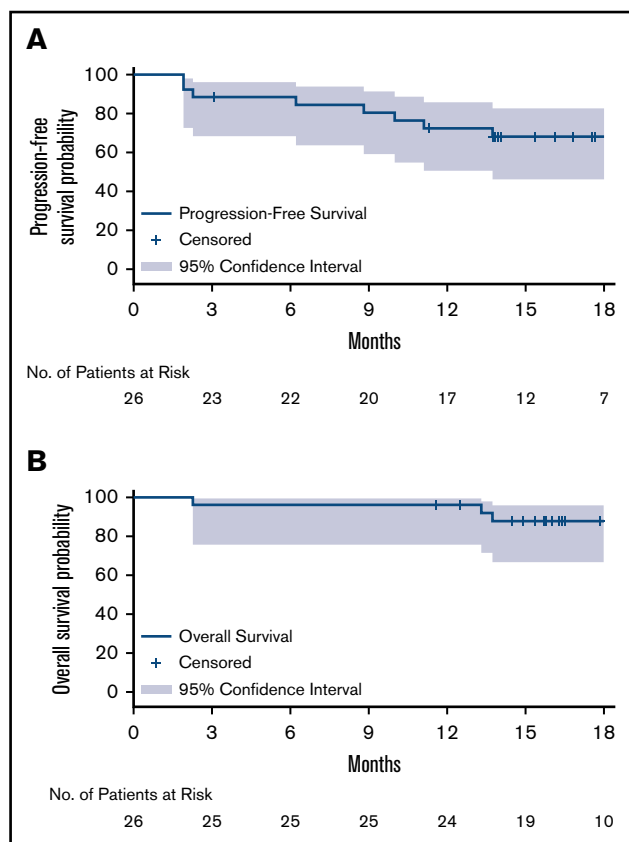 A
100
80
60
40
20
0
Progression-free
survival probability
Progression-Free Survival
Censored
95% Confidence Interval
0 3 6 9 12 15 18
Months
No. of Patients at Risk
26 23 22 20 17 12 7
B
100
80
60
40
20
0
Overall survival probability
Overall Survival
Censored
95% Confidence Interval
0 3 6 9 12 15 18
Months
No. of Patients at Risk
26 25 25 25 24 19 10